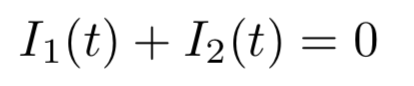 I₁(t) + I₂(t) = 0